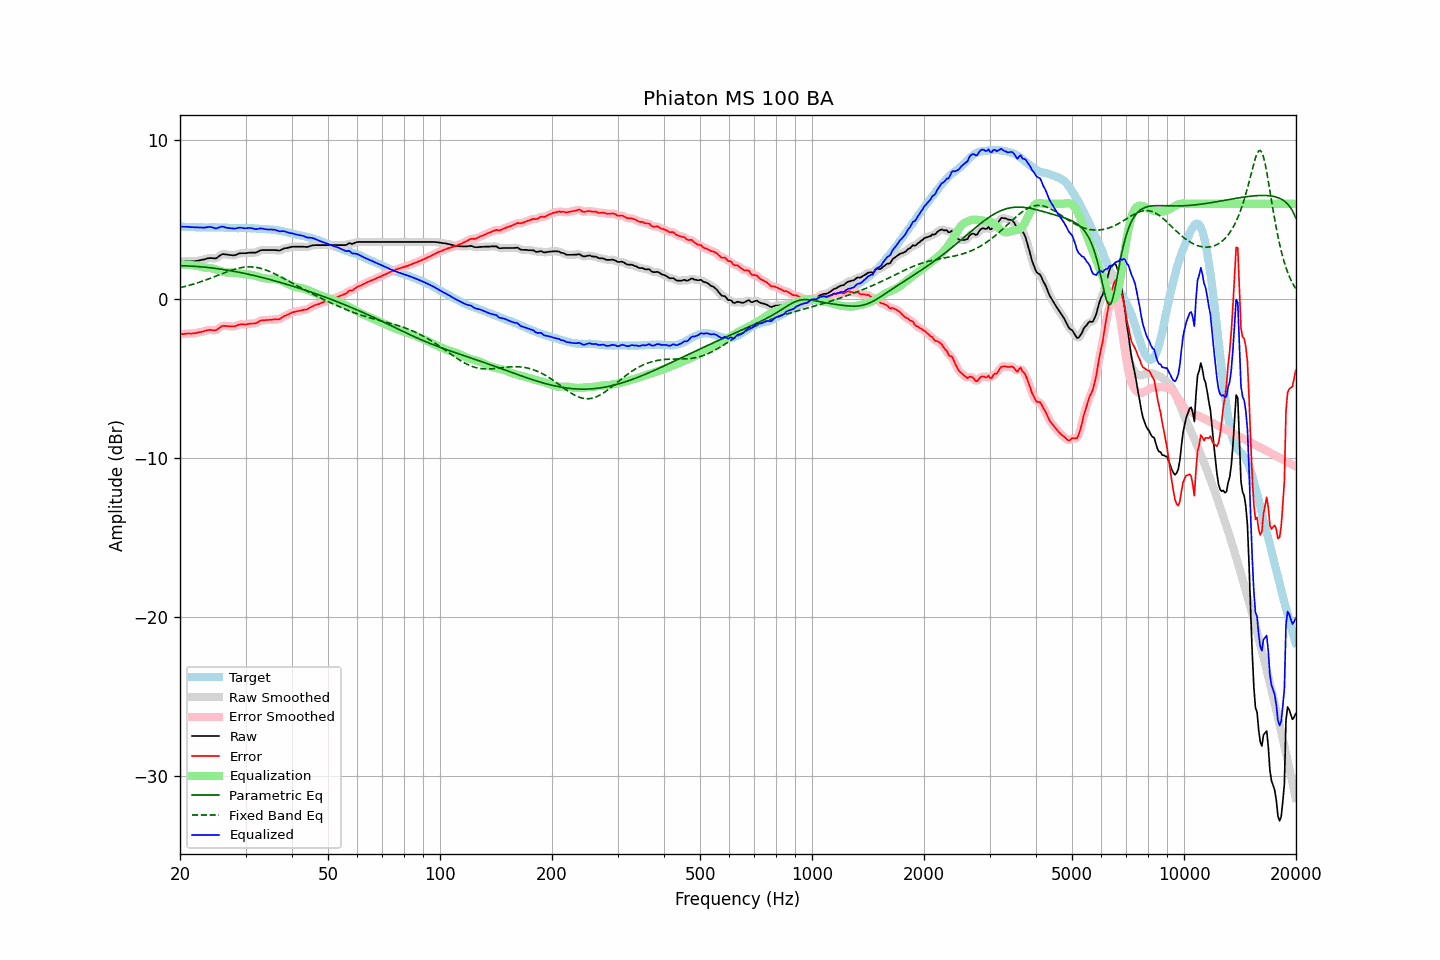 Phiaton MS 100 BA
10
0
−10
−20
−30
Amplitude (dBr)
20
50
100
200
500
1000
2000
5000
10000
20000
Frequency (Hz)
Target
Raw Smoothed
Error Smoothed
Raw
Error
Equalization
Parametric Eq
Fixed Band Eq
Equalized